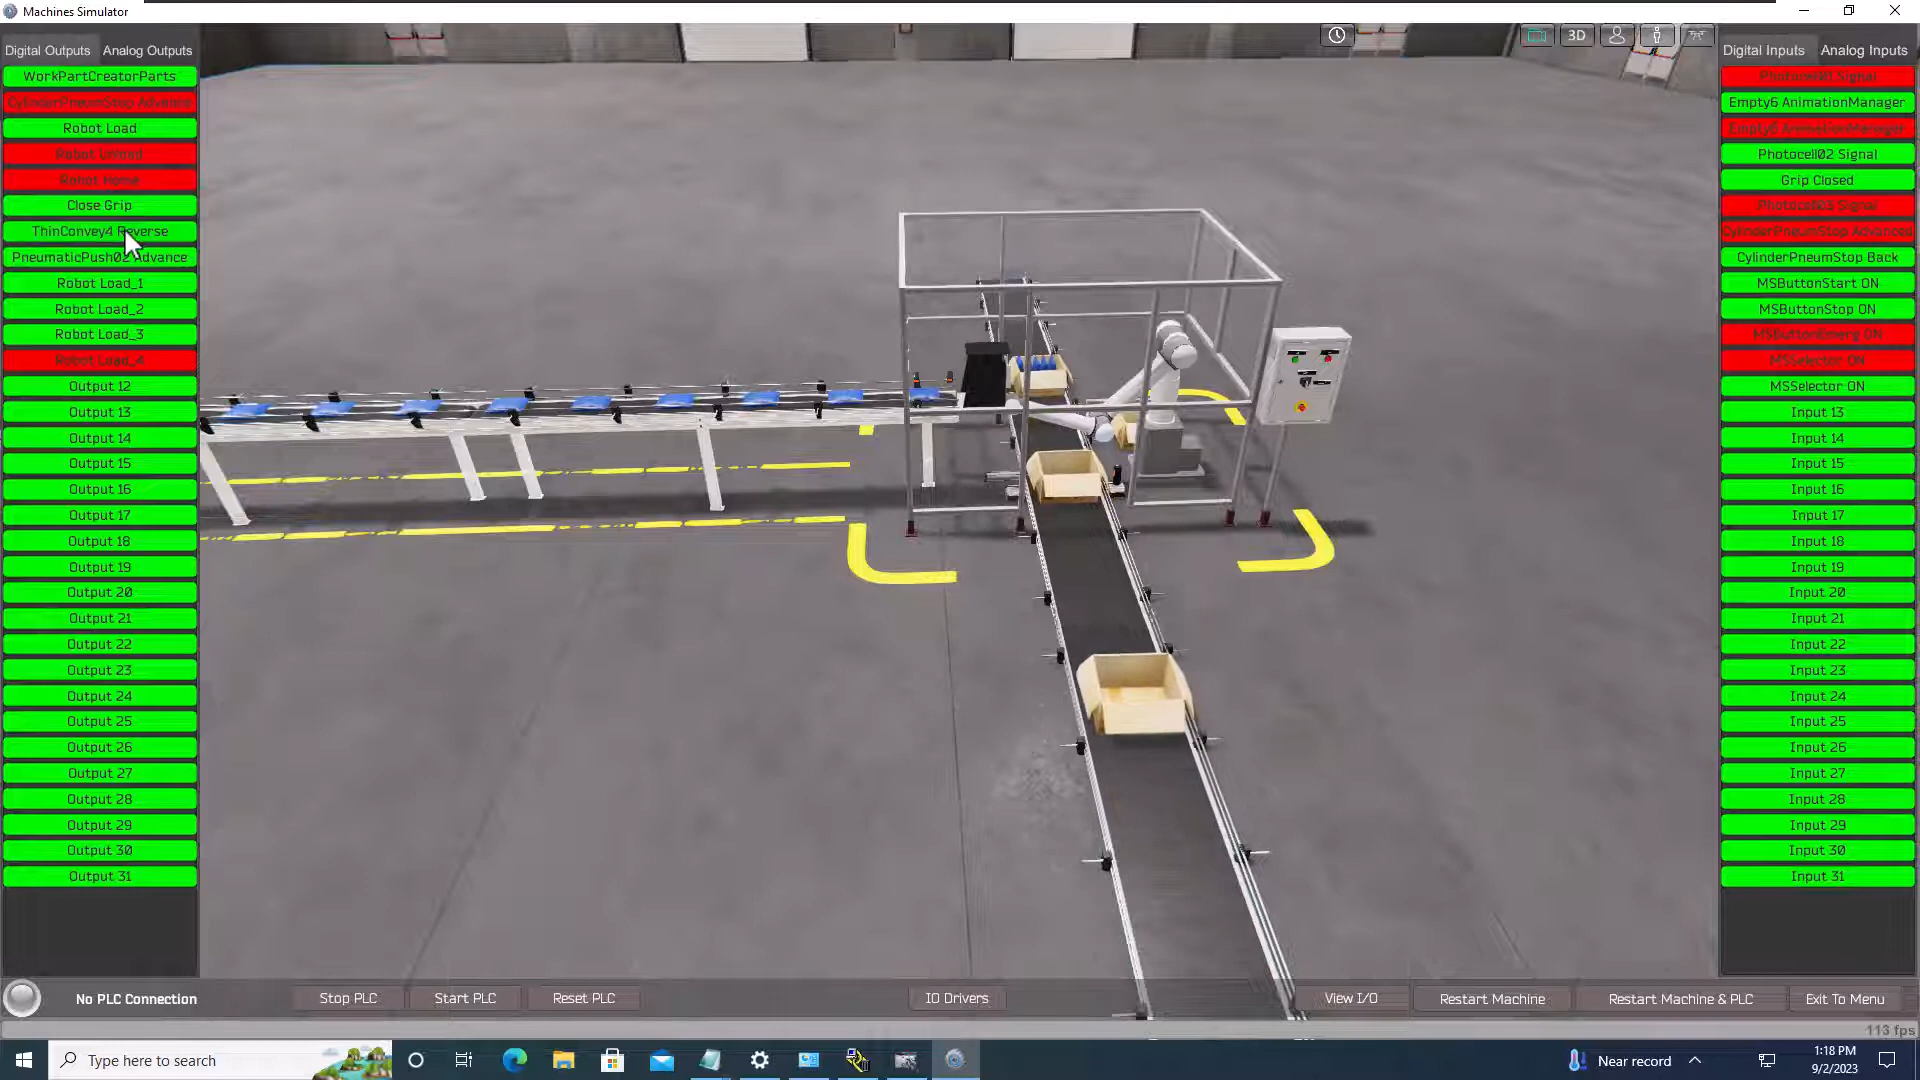 Machines Simulator
Digital Outputs
Analog Outputs
WorkPartCreatorParts
CylinderPneumStop Advance
Robot Load
Robot Unload
Robot Home
Close Grip
ThinConvey4 Reverse
PneumaticPush02 Advance
Robot Load_1
Robot Load_2
Robot Load_3
Robot Load_4
Output 12
Output 13
Output 14
Output 15
Output 16
Output 17
Output 18
Output 19
Output 20
Output 21
Output 22
Output 23
Output 24
Output 25
Output 26
Output 27
Output 28
Output 29
Output 30
Output 31
3D
Digital Inputs
Analog Inputs
Photocell01 Signal
Empty6 AnimationManager
Empty6 AnimationManager
Photocell02 Signal
Grip Closed
Photocell03 Signal
CylinderPneumStop Advanced
CylinderPneumStop Back
MSButtonStart ON
MSButtonStop ON
MSButtonEmerg ON
MSSelector ON
MSSelector ON
Input 13
Input 14
Input 15
Input 16
Input 17
Input 18
Input 19
Input 20
Input 21
Input 22
Input 23
Input 24
Input 25
Input 26
Input 27
Input 28
Input 29
Input 30
Input 31
No PLC Connection
Stop PLC
Start PLC
Reset PLC
IO Drivers
View I/O
Restart Machine
Restart Machine & PLC
Exit To Menu
113 fps
Type here to search
Near record
1:18 PM
9/2/2023